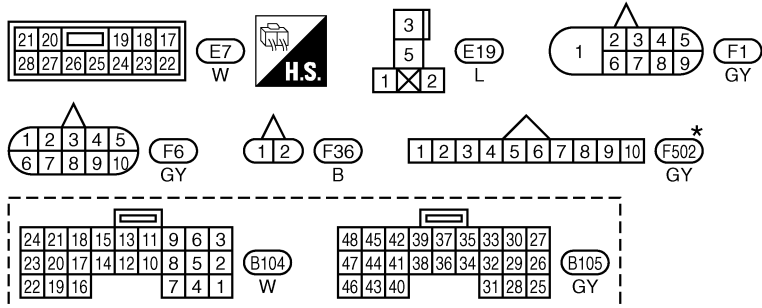 21 20 19 18 17
28 27 26 25 24 23 22
E7
W
H.S.
3
5
1 2
E19
L
1
2 3 4 5
6 7 8 9
F1
GY
1 2 3 4 5
6 7 8 9 10
F6
GY
1 2
F36
B
1 2 3 4 5 6 7 8 9 10
*
F502
GY
24 21 18 15 13 11 9 6 3
23 20 17 14 12 10 8 5 2
22 19 16 7 4 1
B104
W
48 45 42 39 37 35 33 30 27
47 44 41 38 36 34 32 29 26
46 43 40 31 28 25
B105
GY